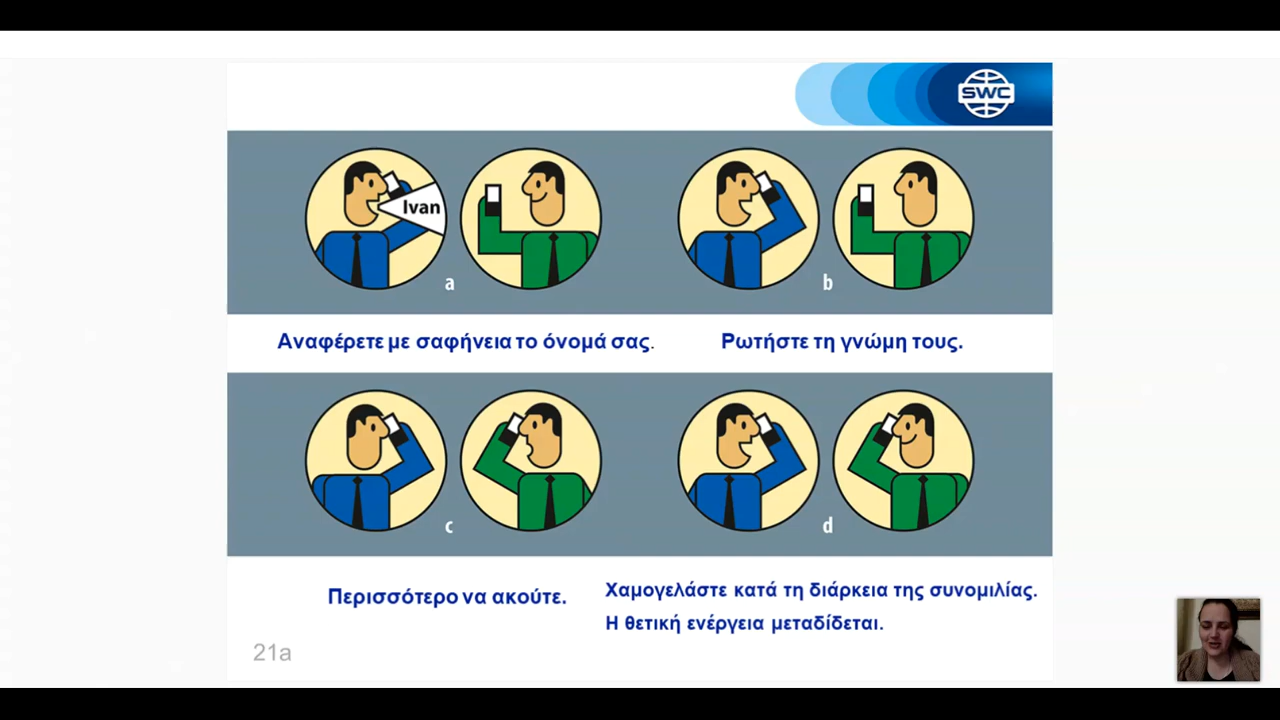 SWC
Ivan
a
b
Αναφέρετε με σαφήνεια το όνομά σας.
Ρωτήστε τη γνώμη τους.
c
d
Περισσότερο να ακούτε.
Χαμογελάστε κατά τη διάρκεια της συνομιλίας.
Η θετική ενέργεια μεταδίδεται.
21a